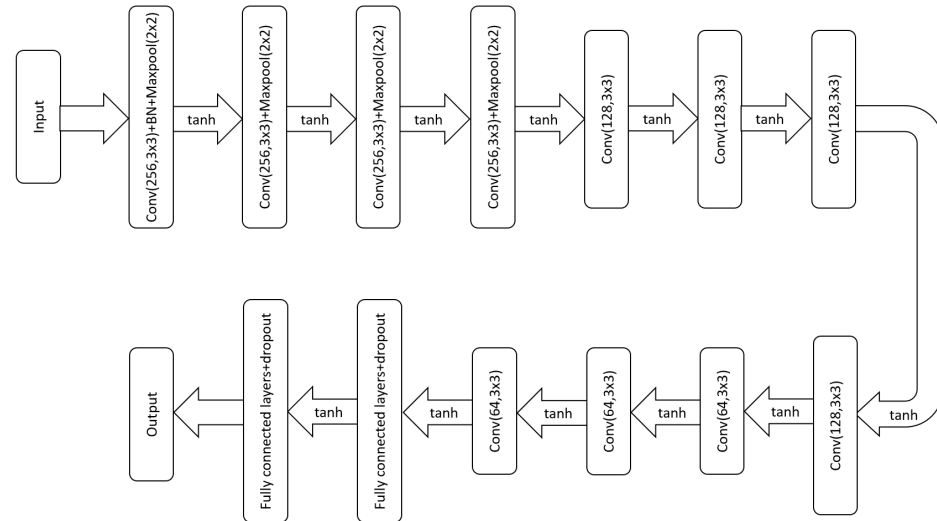 Input
Conv(256,3x3)+BN+Maxpool(2x2)
tanh
Conv(256,3x3)+Maxpool(2x2)
tanh
Conv(256,3x3)+Maxpool(2x2)
tanh
Conv(256,3x3)+Maxpool(2x2)
tanh
Conv(128,3x3)
tanh
Conv(128,3x3)
tanh
Conv(128,3x3)
tanh
Conv(128,3x3)
tanh
Conv(64,3x3)
tanh
Conv(64,3x3)
tanh
Conv(64,3x3)
tanh
Fully connected layers+dropout
tanh
Fully connected layers+dropout
Output